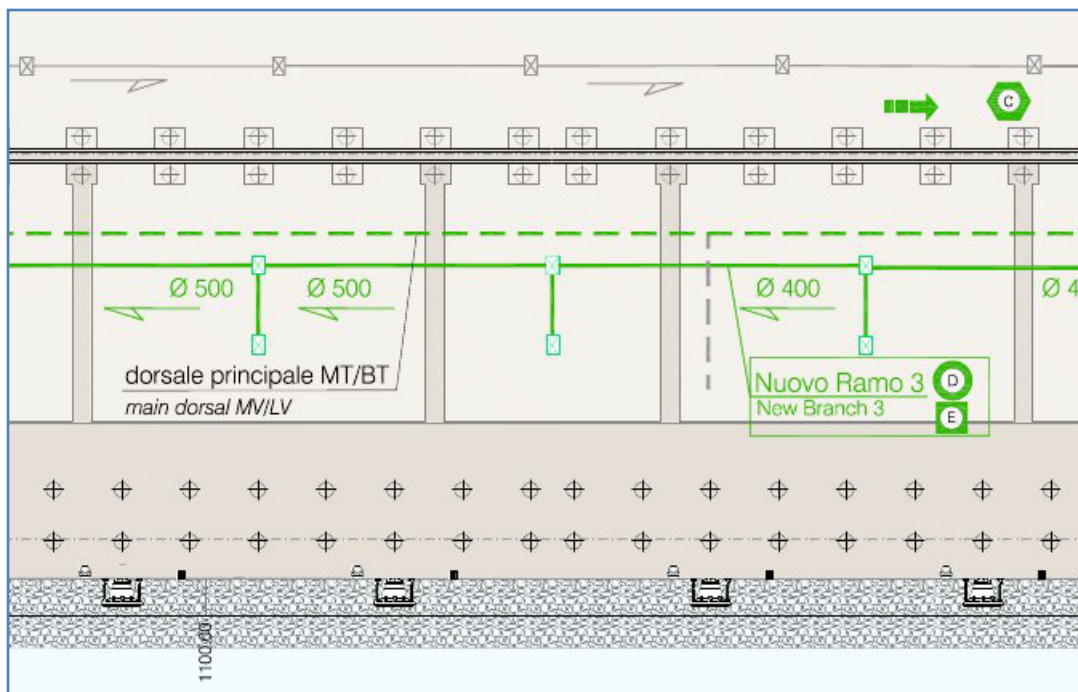 C
Ø 500
Ø 500
Ø 400
Ø 4
dorsale principale MT/BT
main dorsal MV/LV
Nuovo Ramo 3
D
New Branch 3
E
1100.00